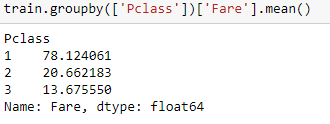 train.groupby(['Pclass'])['Fare'].mean()
Pclass
1    78.124061
2    20.662183
3    13.675550
Name: Fare, dtype: float64